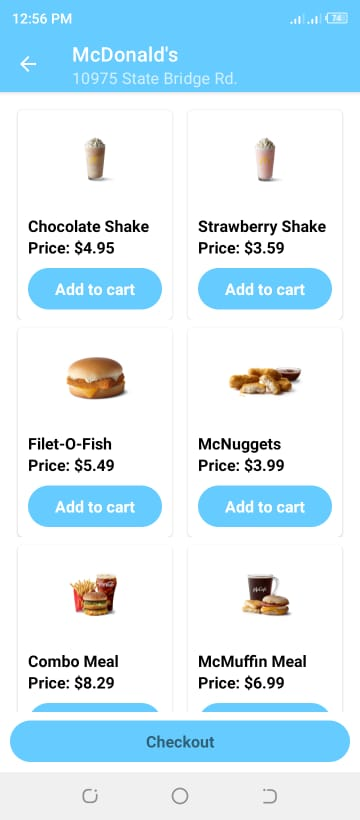 12:56 PM
74
McDonald's
10975 State Bridge Rd.
Chocolate Shake
Price: $4.95
Add to cart
Strawberry Shake
Price: $3.59
Add to cart
Filet-O-Fish
Price: $5.49
Add to cart
McNuggets
Price: $3.99
Add to cart
Combo Meal
Price: $8.29
McMuffin Meal
Price: $6.99
Checkout